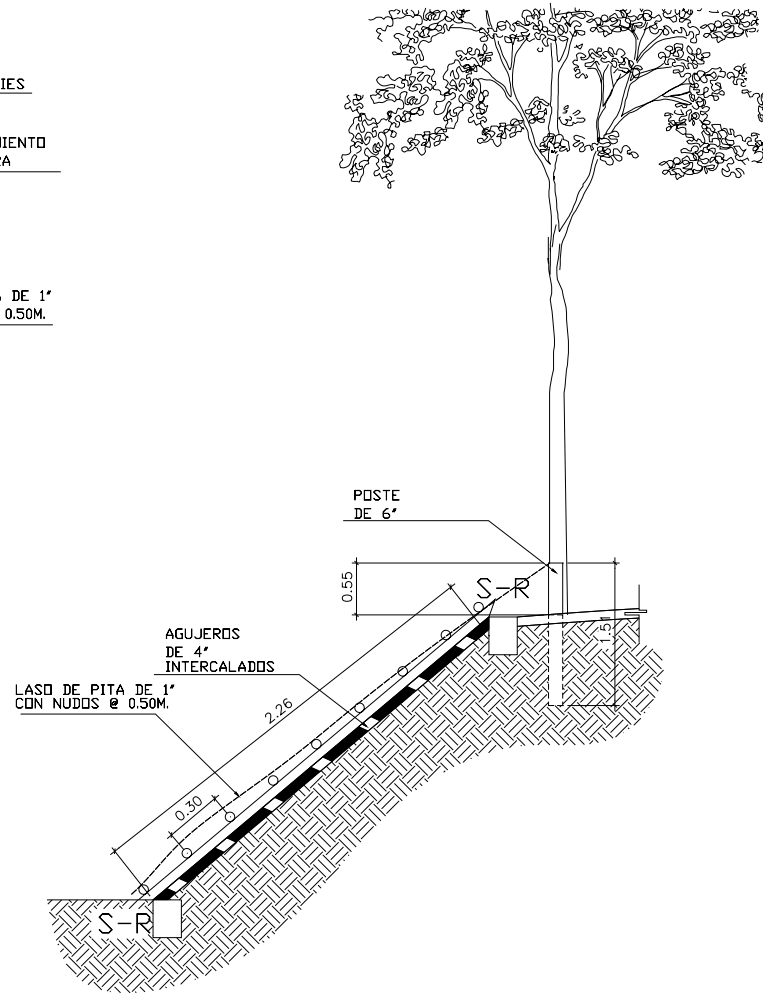 IES
MIENTO
RA
DE 1"
0.50M.
POSTE
DE 6"
0.55
S-R
1.51
AGUJEROS
DE 4"
INTERCALADOS
LASO DE PITA DE 1"
CON NUDOS @ 0.50M.
2.26
0.30
S-R